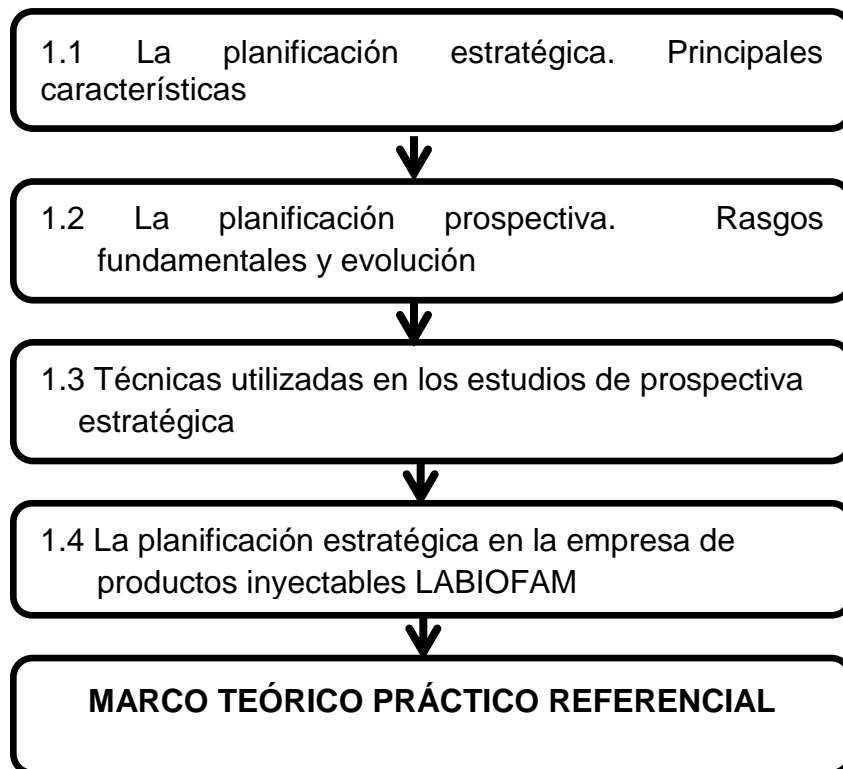 1.1 La planificación estratégica. Principales
características
1.2 La planificación prospectiva. Rasgos
fundamentales y evolución
1.3 Técnicas utilizadas en los estudios de prospectiva
estratégica
1.4 La planificación estratégica en la empresa de
productos inyectables LABIOFAM
MARCO TEÓRICO PRÁCTICO REFERENCIAL